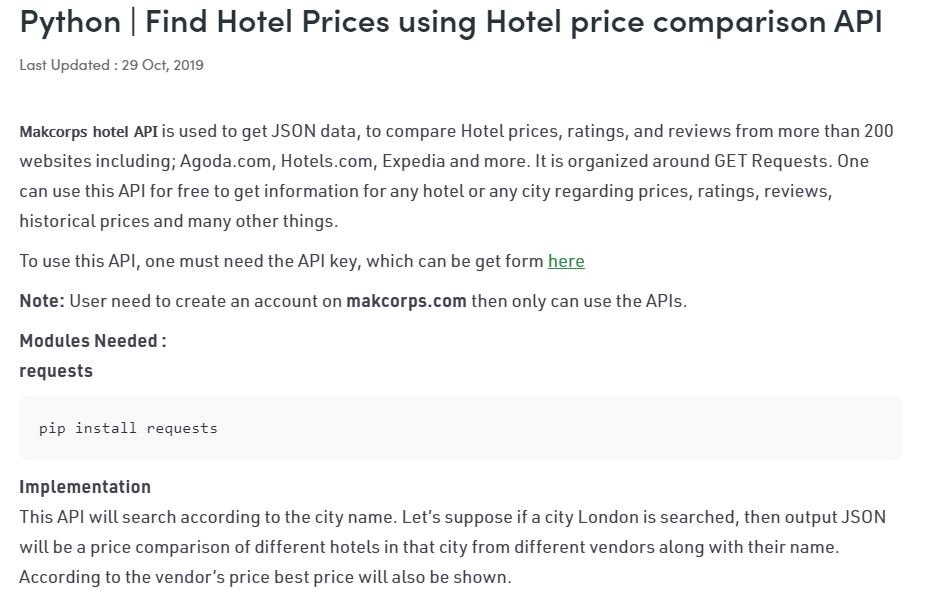 Python | Find Hotel Prices using Hotel price comparison API
Last Updated : 29 Oct, 2019
Makcorps hotel API is used to get JSON data, to compare Hotel prices, ratings, and reviews from more than 200
websites including; Agoda.com, Hotels.com, Expedia and more. It is organized around GET Requests. One
can use this API for free to get information for any hotel or any city regarding prices, ratings, reviews,
historical prices and many other things.
To use this API, one must need the API key, which can be get form here
Note: User need to create an account on makcorps.com then only can use the APIs.
Modules Needed :
requests
pip install requests
Implementation
This API will search according to the city name. Let’s suppose if a city London is searched, then output JSON
will be a price comparison of different hotels in that city from different vendors along with their name.
According to the vendor’s price best price will also be shown.